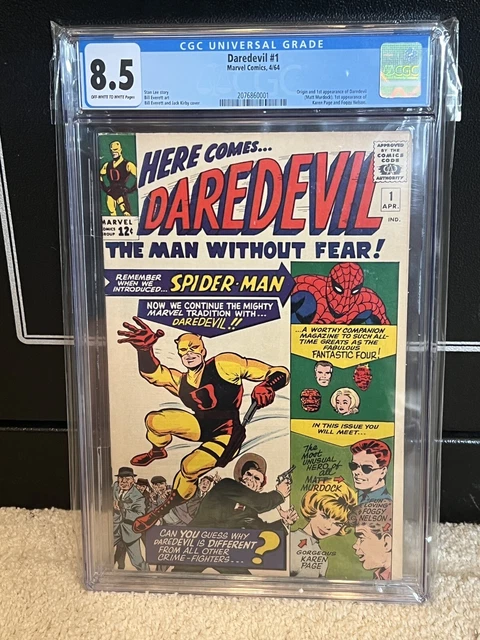 CGC UNIVERSAL GRADE
8.5
OFF WHITE TO WHITE Pages
Daredevil #1
Marvel Comics, 4/64
Stan Lee story
Bill Everett art
Bill Everett and Jack Kirby cover
2076860001
Origin and 1st appearance of Daredevil
(Matt Murdock). 1st appearance of
Karen Page and Foggy Nelson.
CGC
HERE COMES...
DAREDEVIL
THE MAN WITHOUT FEAR!
MARVEL
COMICS
GROUP
12¢
APPROVED
BY THE
COMICS
CODE
AUTHORITY
1
APR.
IND.
REMEMBER
WHEN WE
INTRODUCED...
SPIDER-MAN
NOW WE CONTINUE THE MIGHTY
MARVEL TRADITION WITH...
DAREDEVIL!!
...A WORTHY COMPANION
MAGAZINE TO SUCH ALL-
TIME GREATS AS THE
FABULOUS
FANTASTIC FOUR!
IN THIS ISSUE YOU
WILL MEET...
The
Most
UNUSUAL
HERO of
all
MATT
MURDOCK
LOVING
FOGGY
NELSON
GORGEOUS
KAREN
PAGE
CAN YOU GUESS WHY
DAREDEVIL IS DIFFERENT
FROM ALL OTHER
CRIME-FIGHTERS...
?